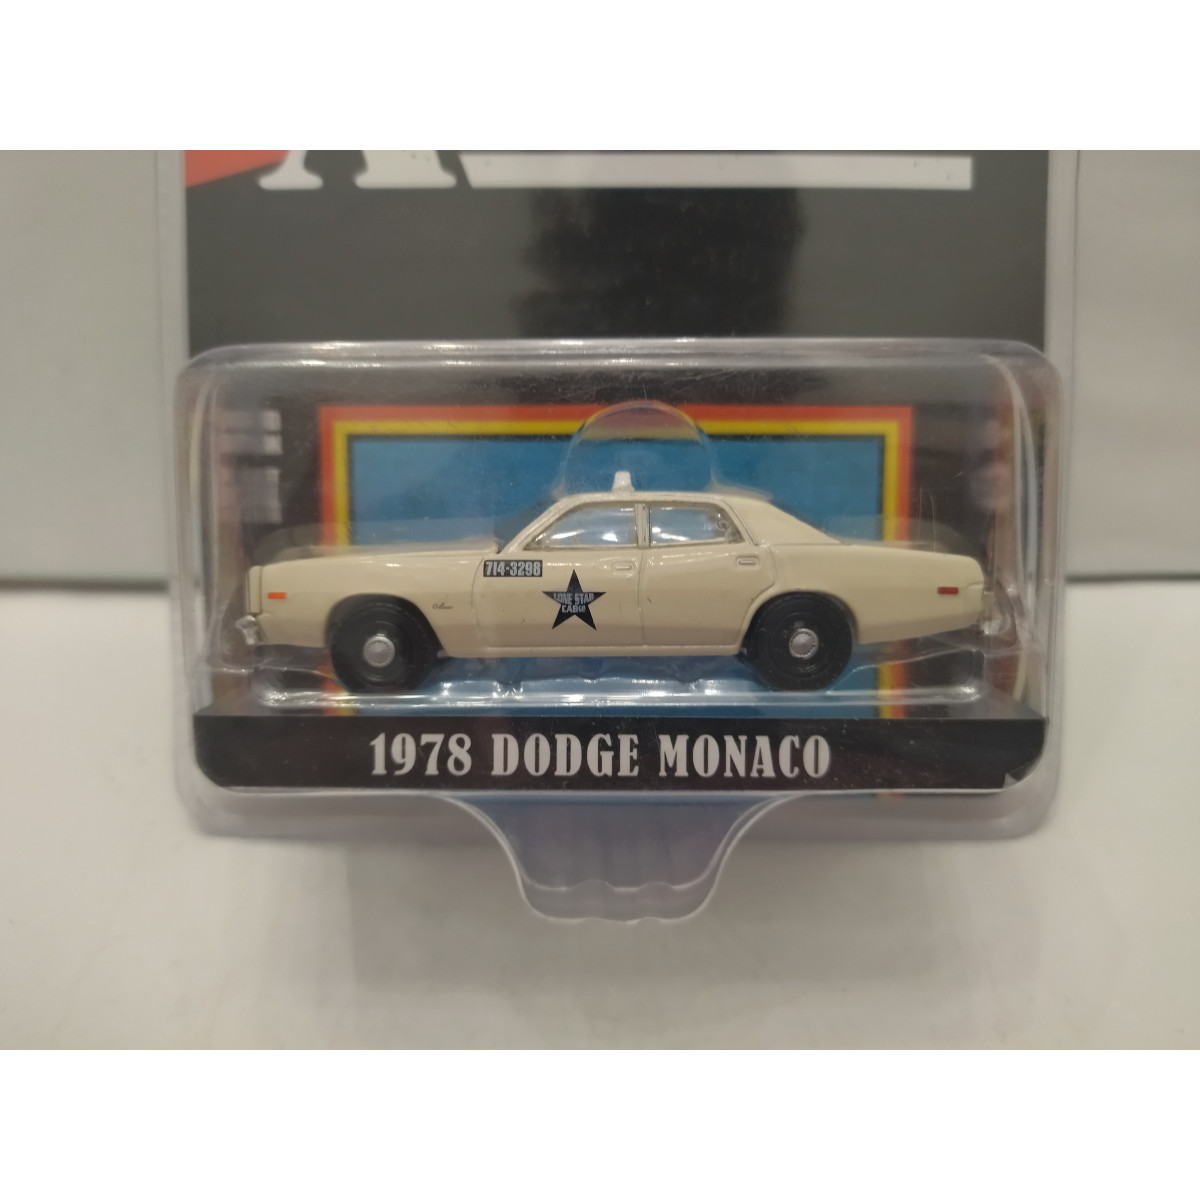 714-3298
LONE STAR
CAB CO
1978 DODGE MONACO